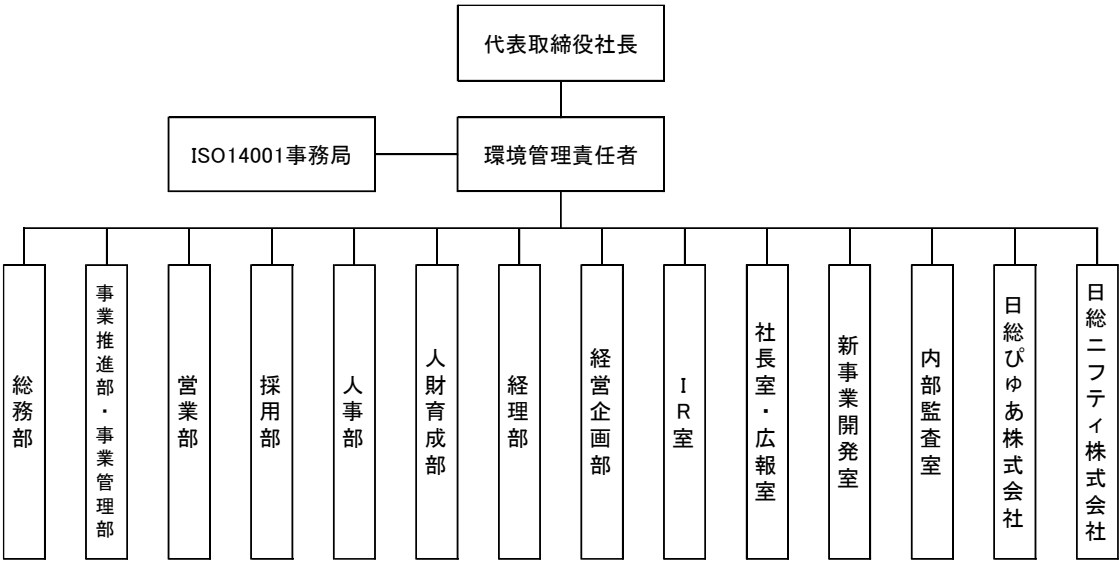 代表取締役社長
ISO14001事務局
環境管理責任者
総務部
事業推進部・事業管理部
営業部
採用部
人事部
人財育成部
経理部
経営企画部
IR室
社長室・広報室
新事業開発室
内部監査室
日総ぴゅあ株式会社
日総ニフティ株式会社